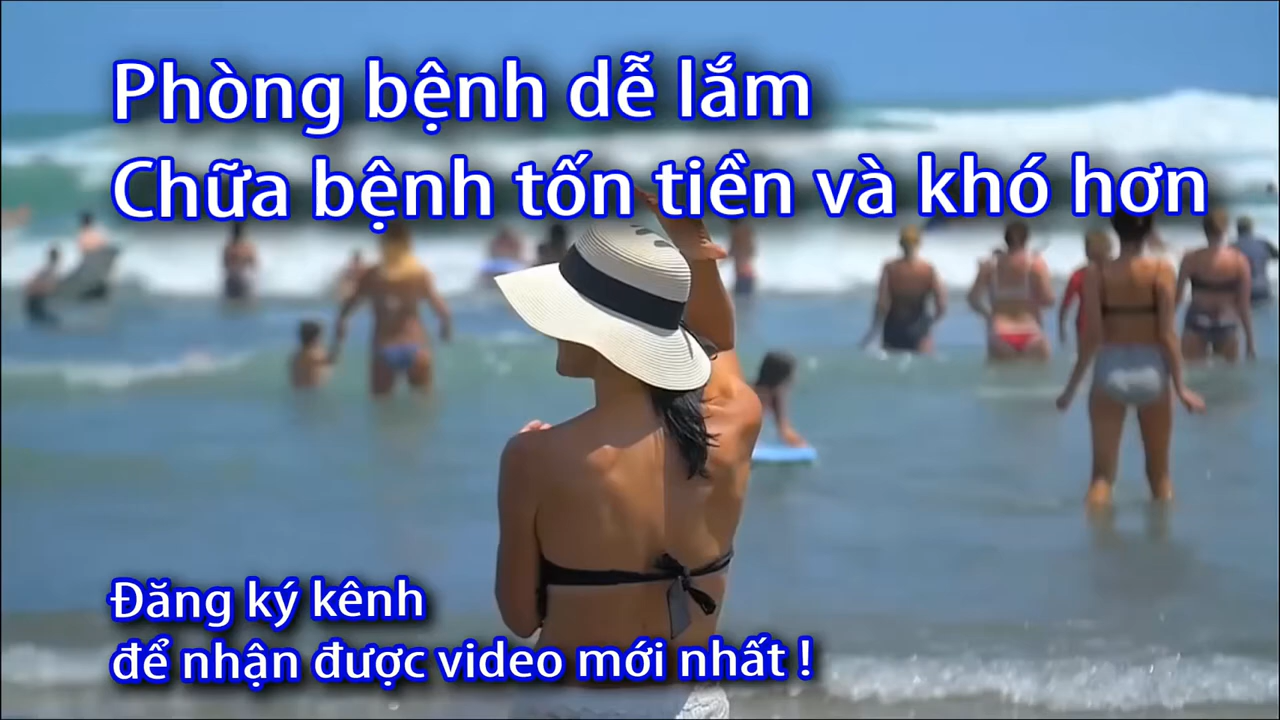 Phòng bệnh dễ lắm
Chữa bệnh tốn tiền và khó hơn
Đăng ký kênh
để nhận được video mới nhất !